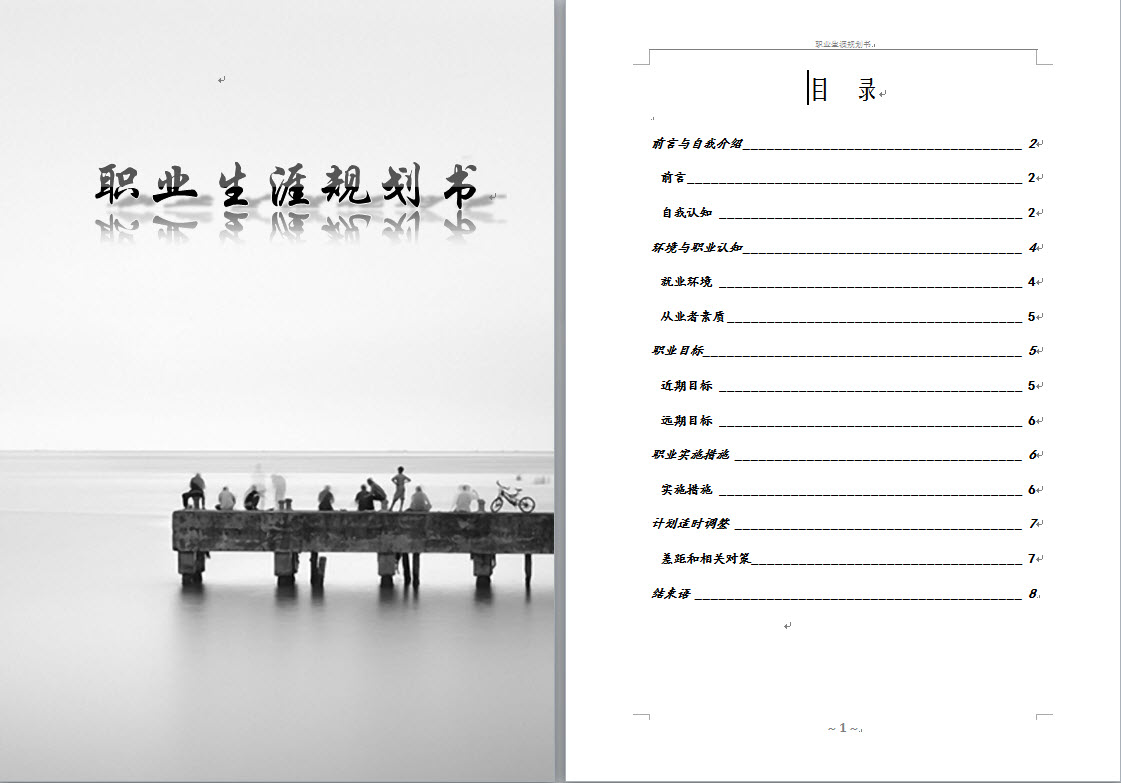 职业生涯规划书
职业生涯规划书
目 录
前言与自我介绍 2
前言 2
自我认知 2
环境与职业认知 4
就业环境 4
从业者素质 5
职业目标 5
近期目标 5
远期目标 6
职业实施措施 6
实施措施 6
计划适时调整 7
差距和相关对策 7
结束语 8
~ 1 ~